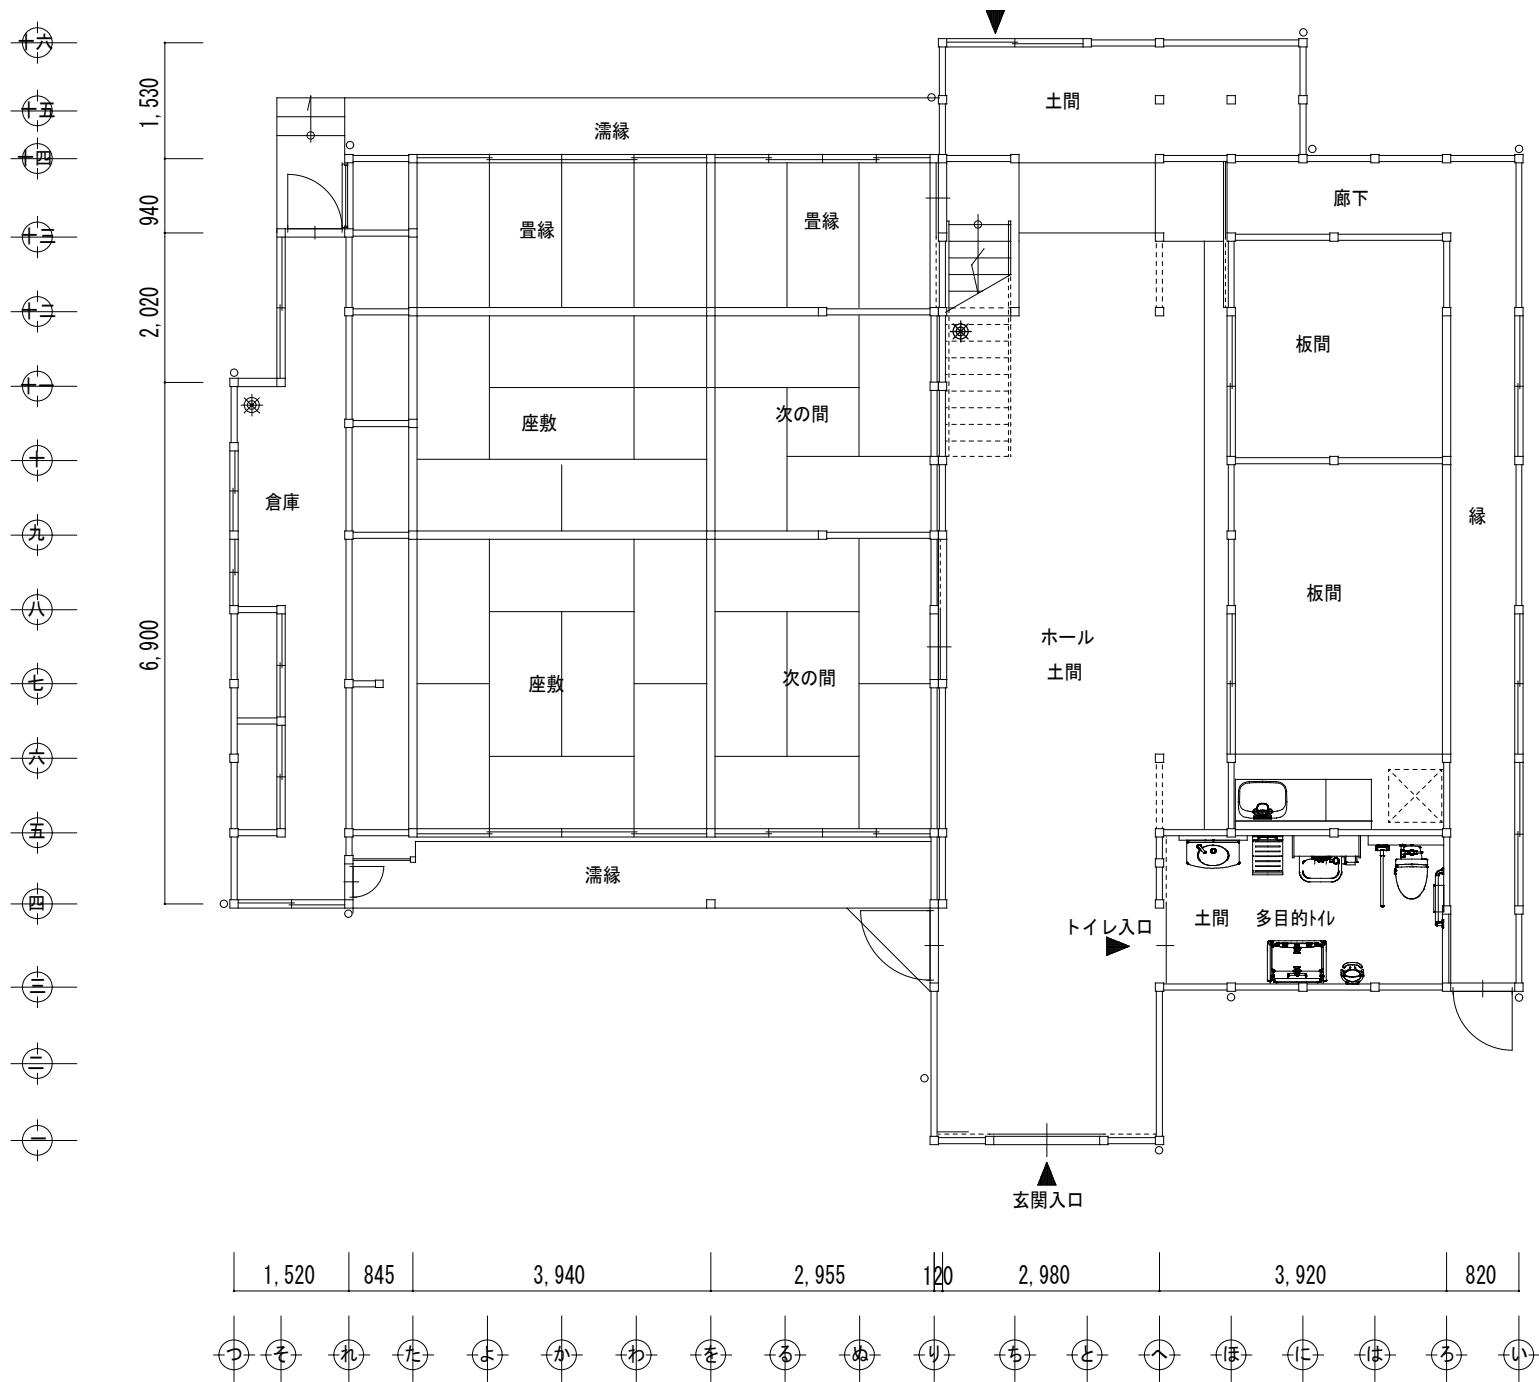 十六
十五
十四
十三
十二
十一
十
九
八
七
六
五
四
三
二
一
1,530
940
2,020
6,900
土間
濡縁
廊下
畳縁
畳縁
板間
座敷
次の間
倉庫
縁
板間
ホール
土間
座敷
次の間
濡縁
トイレ入口
土間
多目的トイレ
玄関入口
1,520
845
3,940
2,955
120
2,980
3,920
820
つ
そ
れ
た
よ
か
わ
を
る
ぬ
り
ち
と
へ
ほ
に
は
ろ
い